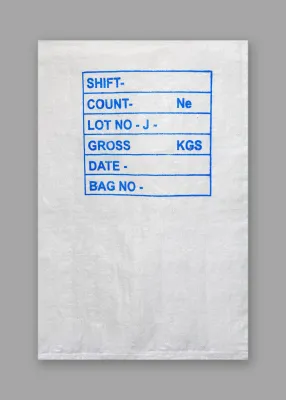 SHIFT-
COUNT- Ne
LOT NO - J -
GROSS KGS
DATE -
BAG NO -